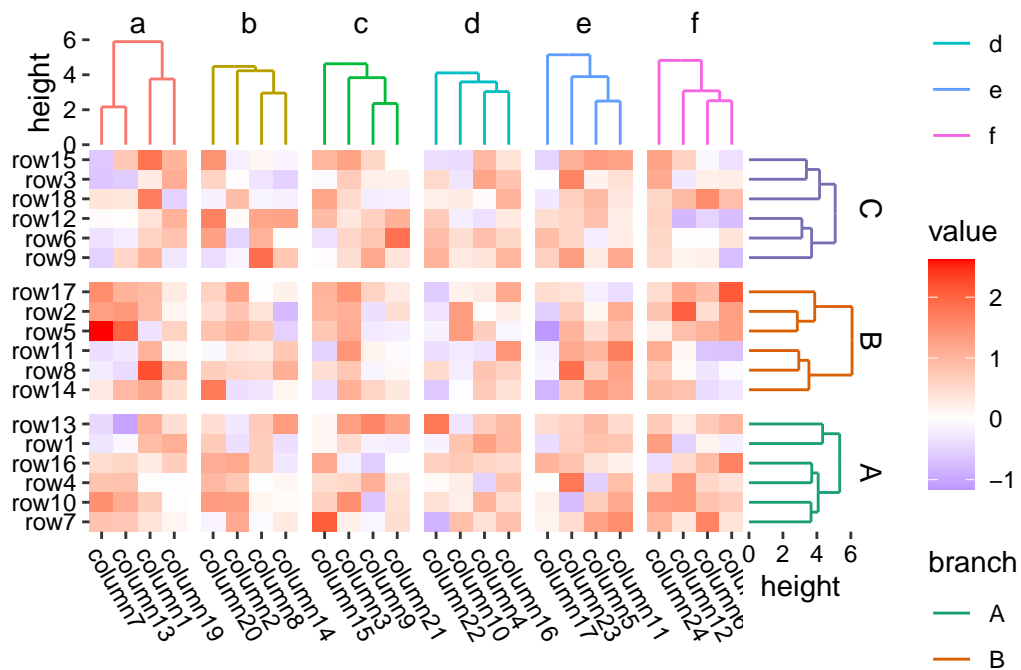 a b c d e f
height
6
4
2
0
row15
row3
row18
row12
row6
row9
C
row17
row2
row5
row11
row8
row14
B
row13
row1
row16
row4
row10
row7
A
column7
column13
column1
column19
column20
column2
column8
column14
column15
column3
column9
column21
column22
column10
column4
column16
column17
column23
column5
column11
column24
column12
column6
0 2 4 6
height
d
e
f
value
2
1
0
−1
branch
A
B